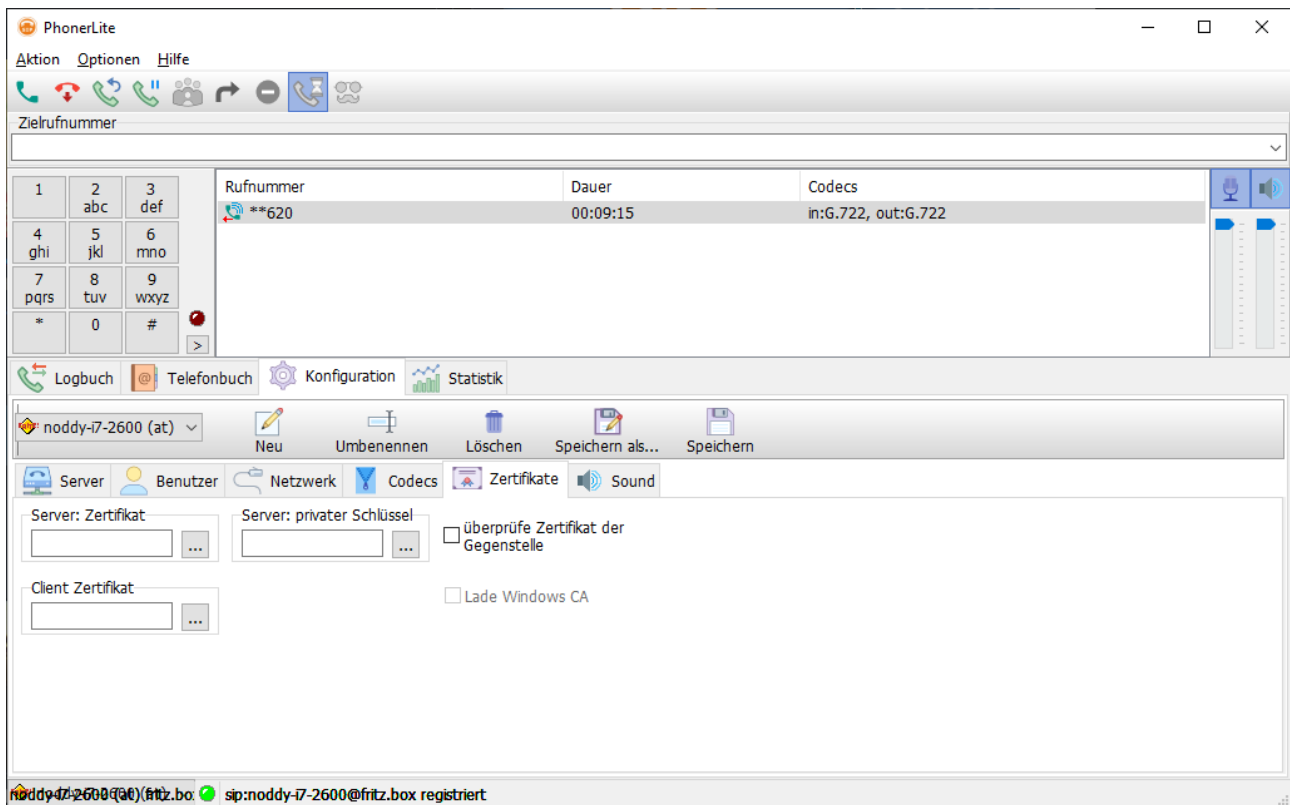 PhonerLite
Aktion Optionen Hilfe
Zielrufnummer
1 2 abc 3 def
4 ghi 5 jkl 6 mno
7 pqrs 8 tuv 9 wxyz
* 0 #
>
Rufnummer Dauer Codecs
**620 00:09:15 in:G.722, out:G.722
Logbuch @ Telefonbuch Konfiguration Statistik
noddy-i7-2600 (at) Neu Umbenennen Löschen Speichern als... Speichern
Server Benutzer Netzwerk Codecs Zertifikate Sound
Server: Zertifikat Server: privater Schlüssel
... ...
überprüfe Zertifikat der
Gegenstelle
Client Zertifikat
...
Lade Windows CA
sip:noddy-i7-2600@fritz.box registriert